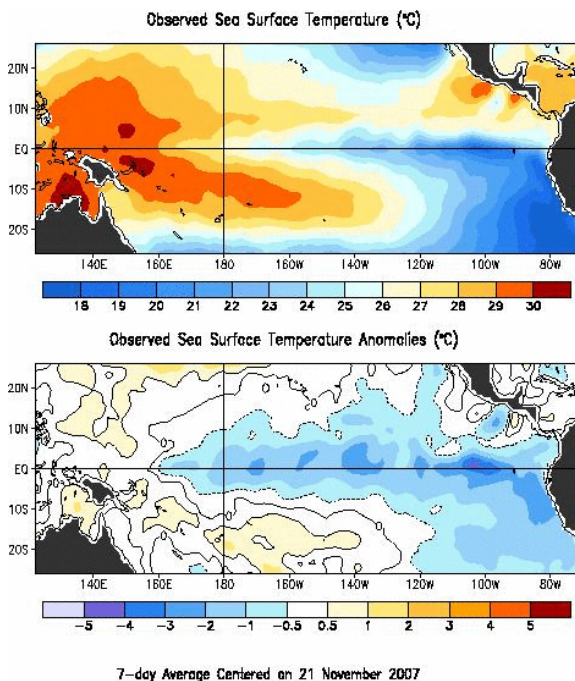 Observed Sea Surface Temperature (°C)
20N
10N
EQ
10S
20S
140E 160E 180 160W 140W 120W 100W 80W
18 19 20 21 22 23 24 25 26 27 28 29 30
Observed Sea Surface Temperature Anomalies (°C)
20N
10N
EQ
10S
20S
140E 160E 180 160W 140W 120W 100W 80W
-5 -4 -3 -2 -1 -0.5 0.5 1 2 3 4 5
7-day Average Centered on 21 November 2007